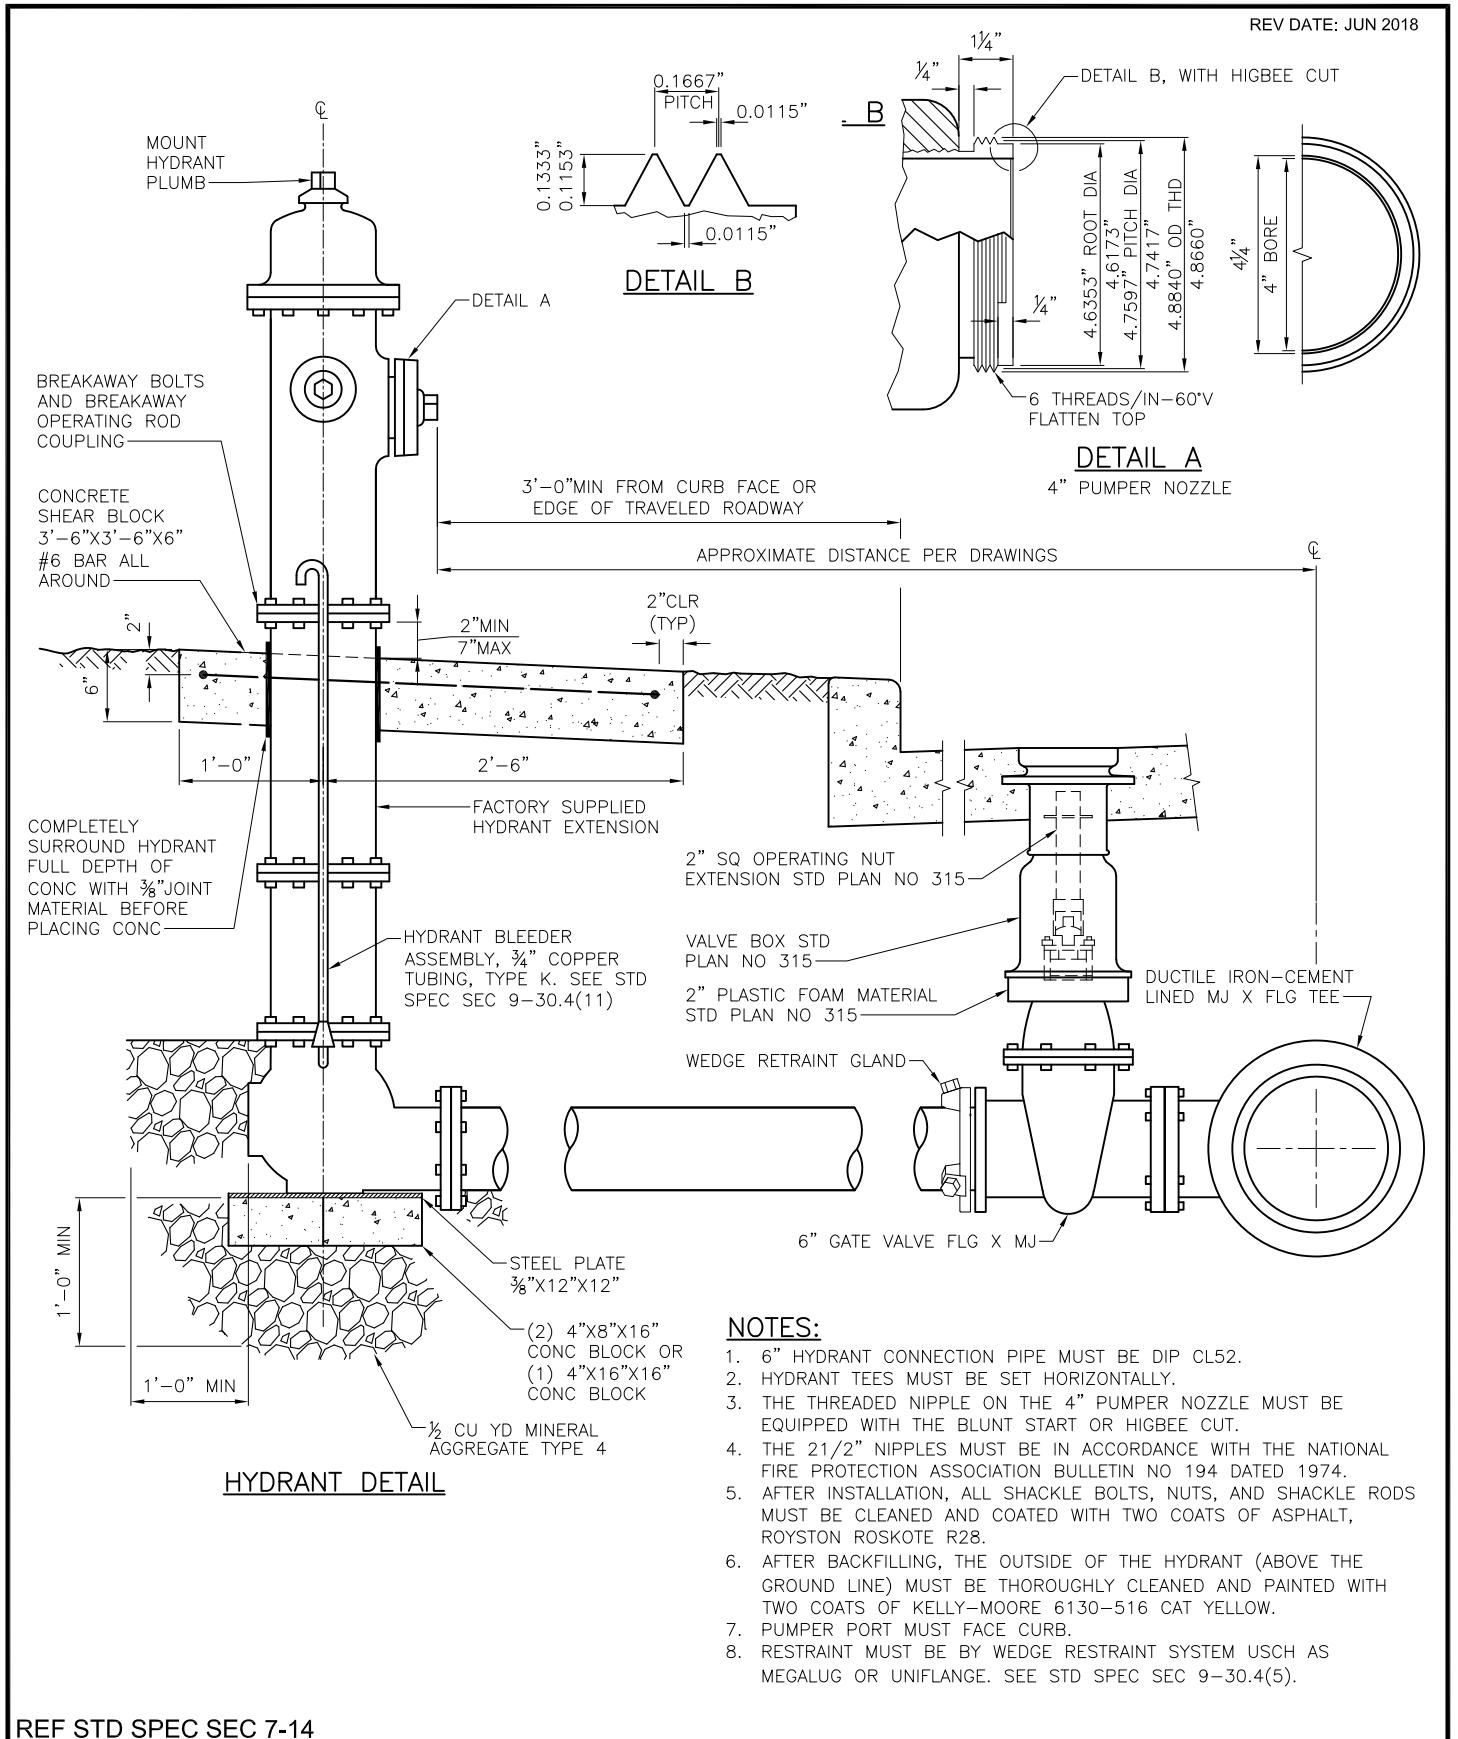 REV DATE: JUN 2018
℄
MOUNT
HYDRANT
PLUMB
0.1667"
PITCH
0.0115"
0.1333"
0.1153"
0.0115"
DETAIL B
B
1¼"
¼"
DETAIL B, WITH HIGBEE CUT
4.6353" ROOT DIA
4.6173"
4.7597" PITCH DIA
4.7417"
4.8840" OD THD
4.8660"
¼"
6 THREADS/IN-60°V
FLATTEN TOP
4¼"
4" BORE
DETAIL A
4" PUMPER NOZZLE
DETAIL A
BREAKAWAY BOLTS
AND BREAKAWAY
OPERATING ROD
COUPLING
CONCRETE
SHEAR BLOCK
3'-6"X3'-6"X6"
#6 BAR ALL
AROUND
3'-0"MIN FROM CURB FACE OR
EDGE OF TRAVELED ROADWAY
APPROXIMATE DISTANCE PER DRAWINGS
℄
2"
6"
2"MIN
7"MAX
2"CLR
(TYP)
1'-0"
2'-6"
FACTORY SUPPLIED
HYDRANT EXTENSION
COMPLETELY
SURROUND HYDRANT
FULL DEPTH OF
CONC WITH ⅜"JOINT
MATERIAL BEFORE
PLACING CONC
2" SQ OPERATING NUT
EXTENSION STD PLAN NO 315
HYDRANT BLEEDER
ASSEMBLY, ¾" COPPER
TUBING, TYPE K. SEE STD
SPEC SEC 9-30.4(11)
VALVE BOX STD
PLAN NO 315
2" PLASTIC FOAM MATERIAL
STD PLAN NO 315
DUCTILE IRON-CEMENT
LINED MJ X FLG TEE
WEDGE RETRAINT GLAND
6" GATE VALVE FLG X MJ
1'-0" MIN
1'-0" MIN
STEEL PLATE
⅜"X12"X12"
(2) 4"X8"X16"
CONC BLOCK OR
(1) 4"X16"X16"
CONC BLOCK
½ CU YD MINERAL
AGGREGATE TYPE 4
HYDRANT DETAIL
NOTES:
1. 6" HYDRANT CONNECTION PIPE MUST BE DIP CL52.
2. HYDRANT TEES MUST BE SET HORIZONTALLY.
3. THE THREADED NIPPLE ON THE 4" PUMPER NOZZLE MUST BE
EQUIPPED WITH THE BLUNT START OR HIGBEE CUT.
4. THE 21/2" NIPPLES MUST BE IN ACCORDANCE WITH THE NATIONAL
FIRE PROTECTION ASSOCIATION BULLETIN NO 194 DATED 1974.
5. AFTER INSTALLATION, ALL SHACKLE BOLTS, NUTS, AND SHACKLE RODS
MUST BE CLEANED AND COATED WITH TWO COATS OF ASPHALT,
ROYSTON ROSKOTE R28.
6. AFTER BACKFILLING, THE OUTSIDE OF THE HYDRANT (ABOVE THE
GROUND LINE) MUST BE THOROUGHLY CLEANED AND PAINTED WITH
TWO COATS OF KELLY-MOORE 6130-516 CAT YELLOW.
7. PUMPER PORT MUST FACE CURB.
8. RESTRAINT MUST BE BY WEDGE RESTRAINT SYSTEM USCH AS
MEGALUG OR UNIFLANGE. SEE STD SPEC SEC 9-30.4(5).
REF STD SPEC SEC 7-14